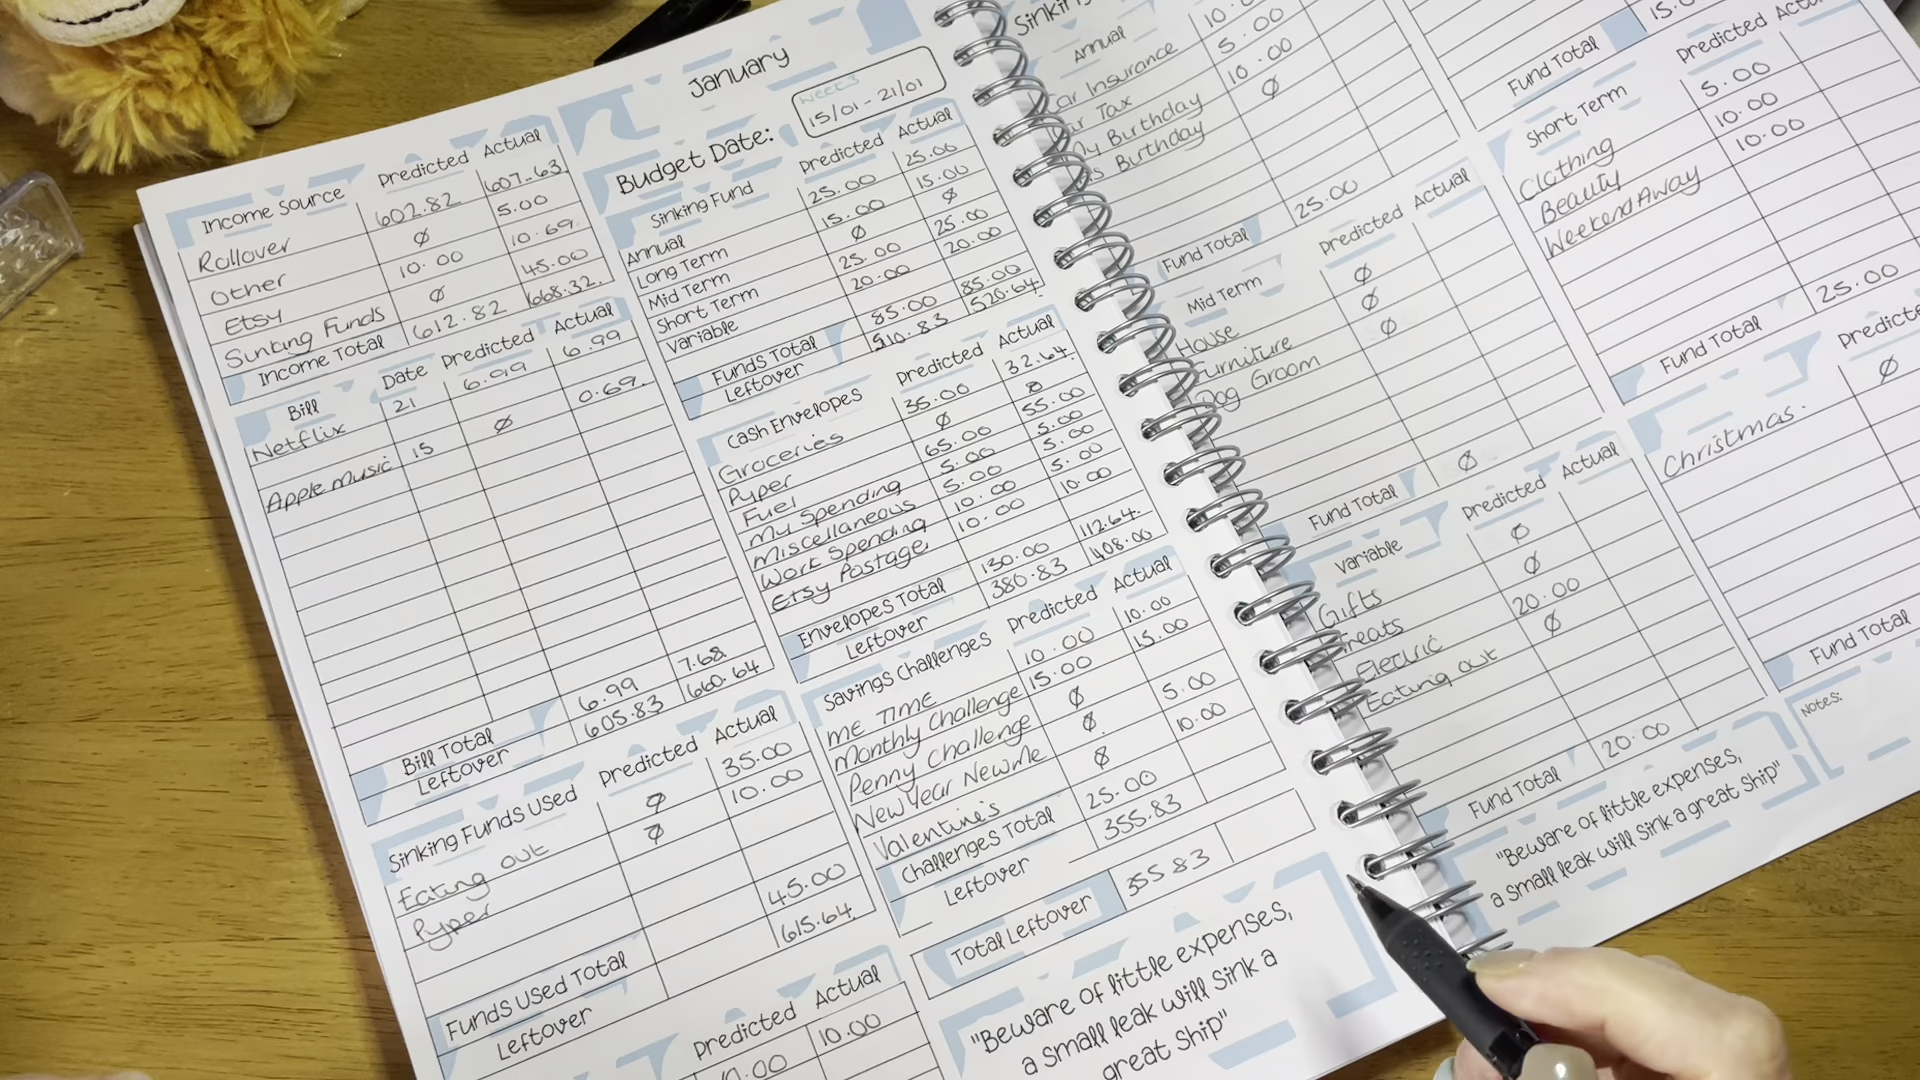 January
Budget Date:
Week 3
15/01 - 21/01
Income Source Predicted Actual
Rollover 602.82 607.63
Other Ø 5.00
Etsy 10.00 10.69
Sinking Funds Ø 45.00
Income Total 612.82 668.32
Bill Date Predicted Actual
Netflix 21 6.99 6.99
Apple Music 15 Ø 0.69
Bill Total 6.99 7.68
Leftover 605.83 660.64
Sinking Funds Used Predicted Actual
Eating out Ø 35.00
Pyper Ø 10.00
Funds Used Total 45.00
Leftover 615.64
Predicted Actual
10.00
Sinking Fund Predicted Actual
Annual 25.00 25.00
Long Term 15.00 15.00
Mid Term Ø Ø
Short Term 25.00 25.00
Variable 20.00 20.00
Funds Total 85.00 85.00
Leftover 510.83 520.64
Cash Envelopes Predicted Actual
Groceries 35.00 32.64
Pyper Ø Ø
Fuel 65.00 55.00
My Spending 5.00 5.00
Miscellaneous 5.00 5.00
Work Spending 10.00 5.00
Etsy Postage 10.00 10.00
Envelopes Total 130.00 112.64
Leftover 380.83 408.00
Savings Challenges Predicted Actual
ME TIME 10.00 10.00
Monthly Challenge 15.00 15.00
Penny Challenge Ø
New Year New Me Ø 5.00
Valentine's Ø 10.00
Challenges Total 25.00
Leftover 355.83
Total Leftover 355.83
"Beware of little expenses,
a small leak will sink a
great ship"
Annual 10.00
Car Insurance 5.00
Car Tax 10.00
My Birthday Ø
Birthday
Fund Total 25.00
Mid Term Predicted Actual
House Ø
Furniture Ø
Dog Groom Ø
Fund Total Ø
Variable Predicted Actual
Gifts Ø
Treats Ø
Electric 20.00
Eating out Ø
Fund Total 20.00
"Beware of little expenses,
a small leak will sink a great ship"
Fund Total
Short Term Predicted
Clothing 5.00
Beauty 10.00
Weekend Away 10.00
Fund Total 25.00
Christmas. Ø
Fund Total
Notes: